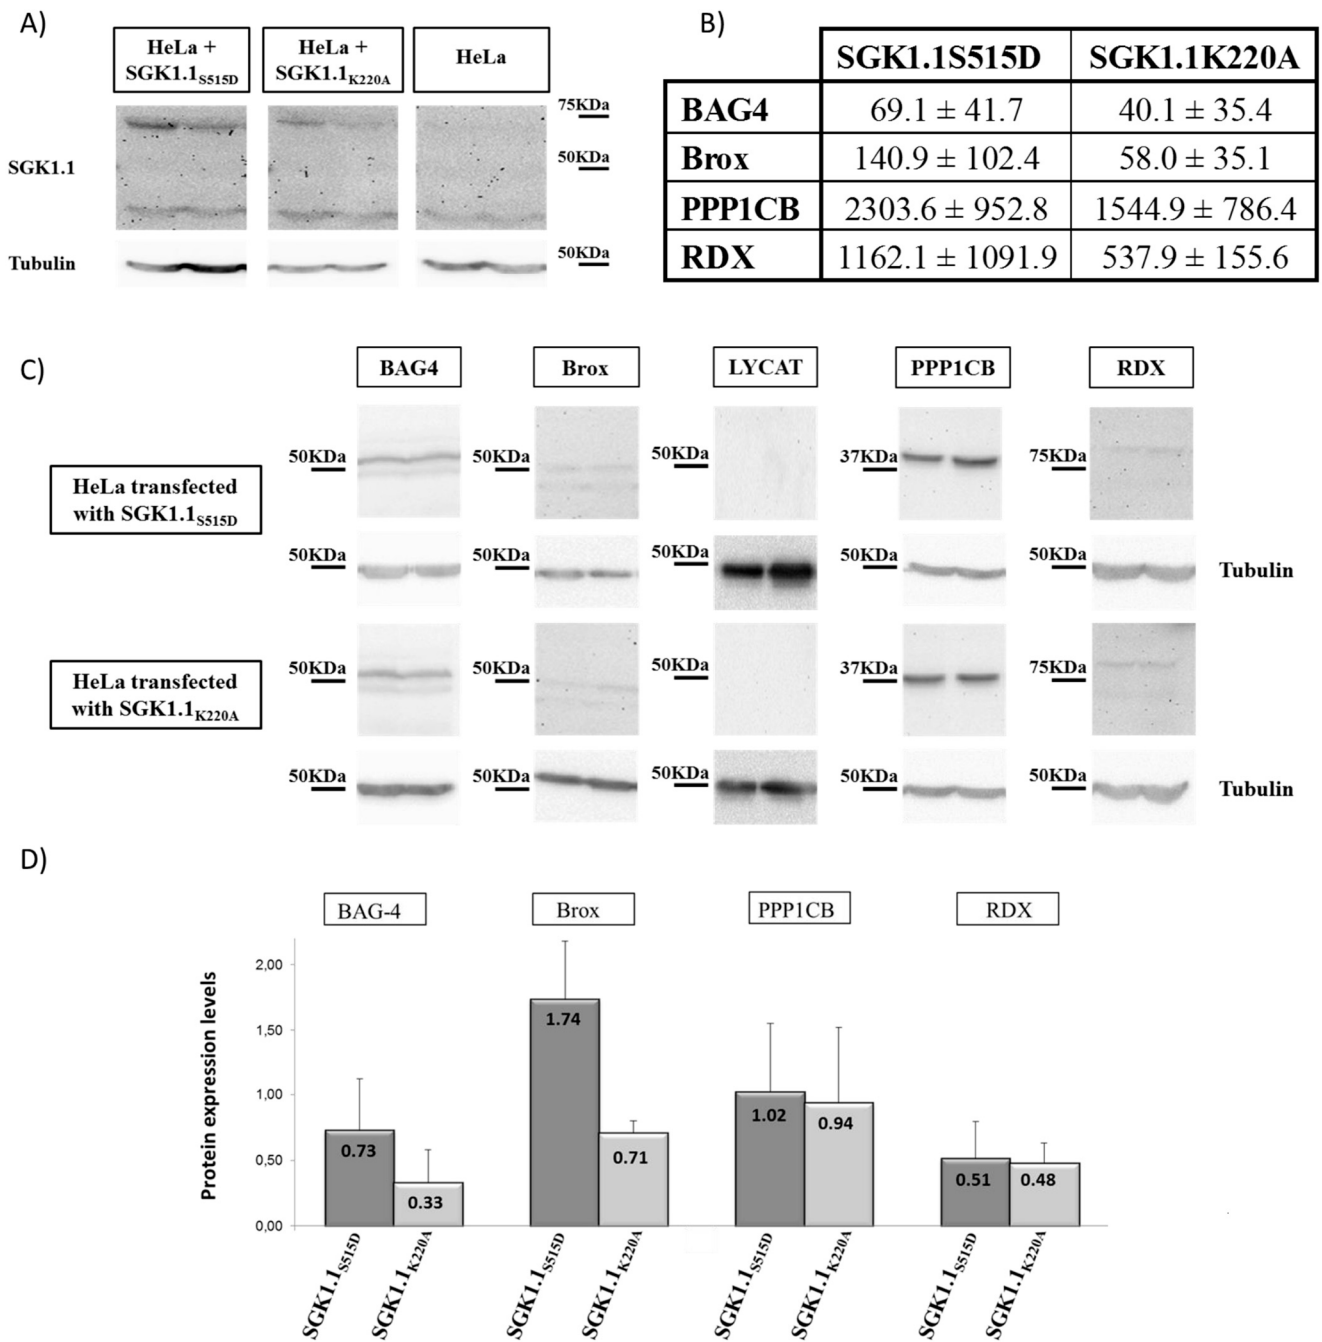 A)
HeLa +
SGK1.1S515D
HeLa +
SGK1.1K220A
HeLa
75KDa
50KDa
SGK1.1
Tubulin
50KDa
B)
SGK1.1S515D SGK1.1K220A
BAG4 69.1 ± 41.7 40.1 ± 35.4
Brox 140.9 ± 102.4 58.0 ± 35.1
PPP1CB 2303.6 ± 952.8 1544.9 ± 786.4
RDX 1162.1 ± 1091.9 537.9 ± 155.6
C)
BAG4 Brox LYCAT PPP1CB RDX
HeLa transfected
with SGK1.1S515D
50KDa 50KDa 50KDa 37KDa 75KDa
50KDa 50KDa 50KDa 50KDa 50KDa Tubulin
HeLa transfected
with SGK1.1K220A
50KDa 50KDa 50KDa 37KDa 75KDa
50KDa 50KDa 50KDa 50KDa 50KDa Tubulin
D)
BAG-4 Brox PPP1CB RDX
Protein expression levels
2,00
1,50
1,00
0,50
0,00
0.73 0.33 1.74 0.71 1.02 0.94 0.51 0.48
SGK1.1S515D SGK1.1K220A SGK1.1S515D SGK1.1K220A SGK1.1S515D SGK1.1K220A SGK1.1S515D SGK1.1K220A